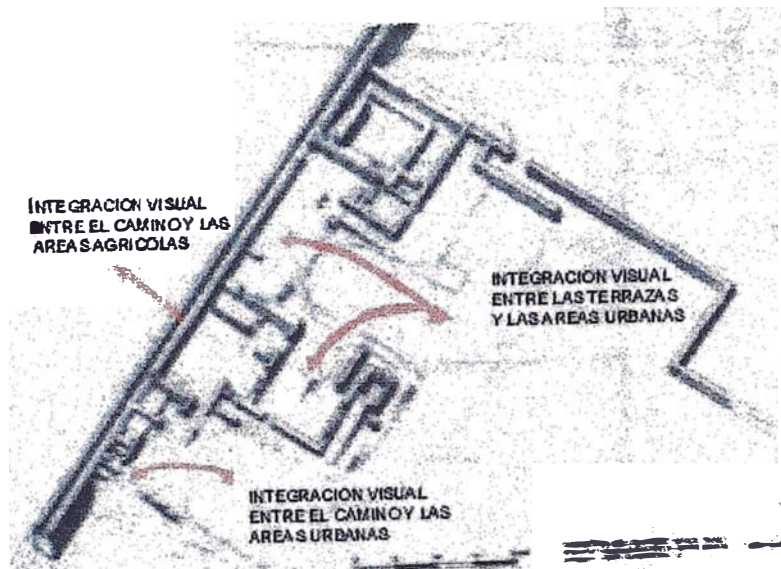 INTEGRACION VISUAL
ENTRE EL CAMINO Y LAS
AREAS AGRICOLAS
INTEGRACION VISUAL
ENTRE LAS TERRAZAS
Y LAS AREAS URBANAS
INTEGRACION VISUAL
ENTRE EL CAMINO Y LAS
AREAS URBANAS